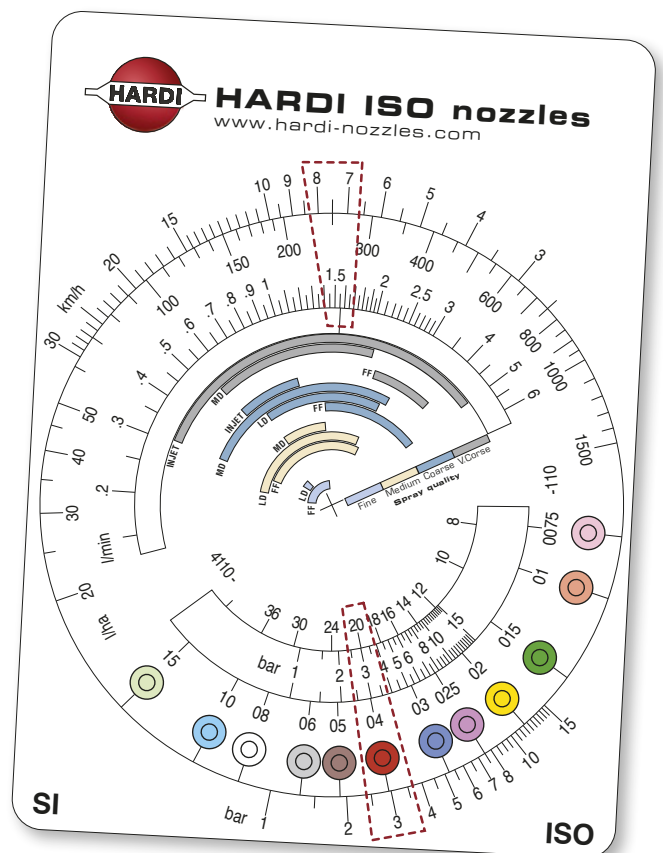 HARDI
HARDI ISO nozzles
www.hardi-nozzles.com
km/h
30 20 15 10 9 8 7 6 5 4 3
l/ha
20 30 40 50 100 150 200 300 400 600 800 1000 1500
l/min
.2 .3 .4 .5 .6 .7 .8 .9 1 1.5 2 2.5 3 4 5 6
INJET
MD
FF
MD
INJET
LD
FF
LD
FF
MD
LD
FF
Fine Medium Coarse V.Corse
Spray quality
-110
0075
01
015
02
025
03
04
05
06
08
10
15
4110-
36 30 24 20 18 16 14 12 10 8
bar 1 2 3 4 5 6 8 10 15
bar 1 2 3 4 5 6 7 8 10 15
SI
ISO